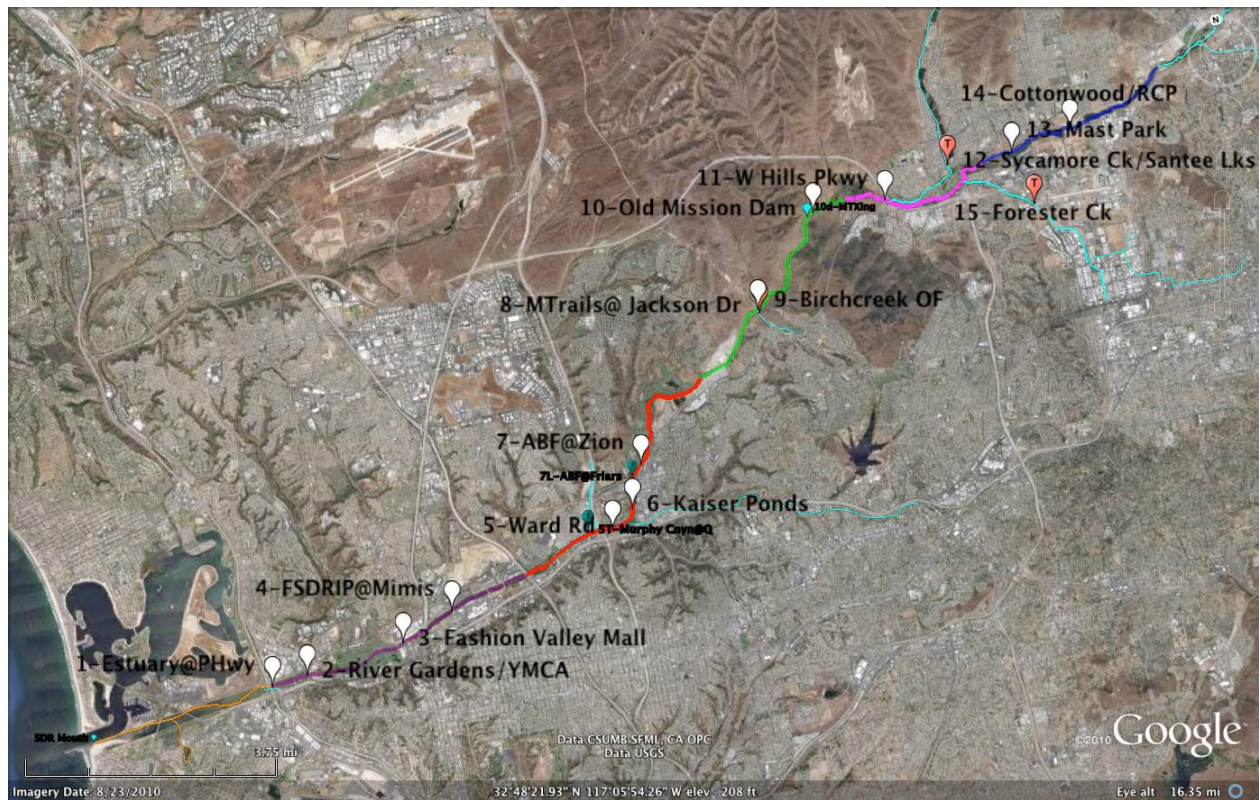 N
14-Cottonwood/RCP
13-Mast Park
T
12-Sycamore Ck/Santee Lks
11-W Hills Pkwy
T
10-Old Mission Dam
10d-MTXing
15-Forester Ck
8-MTrails@ Jackson Dr
9-Birchcreek OF
7-ABF@Zion
7L-ABF@Friars
6-Kaiser Ponds
5-Ward Rd
5T-Murphy Cnyn@Q
4-FSDRIP@Mimis
3-Fashion Valley Mall
1-Estuary@PHwy
2-River Gardens/YMCA
SDR Mouth
?
3.75 mi
Data CSUMB SFML, CA OPC
Data USGS
©2010 Google
Imagery Date: 8/23/2010
32°48'21.93" N 117°05'54.26" W elev 208 ft
Eye alt 16.35 mi